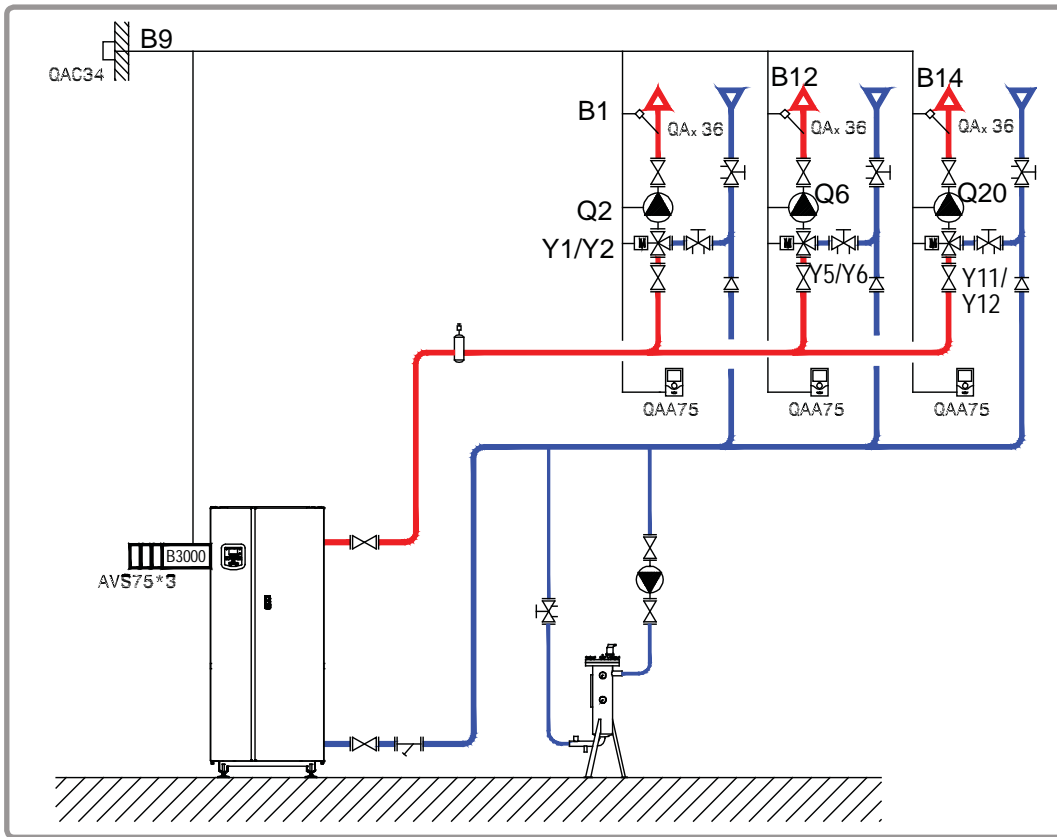 B9
QAC34
B1
B12
B14
QAx 36
QAx 36
QAx 36
Q2
Q6
Q20
Y1/Y2
Y5/Y6
Y11/
Y12
QAA75
QAA75
QAA75
B3000
AVS75*3